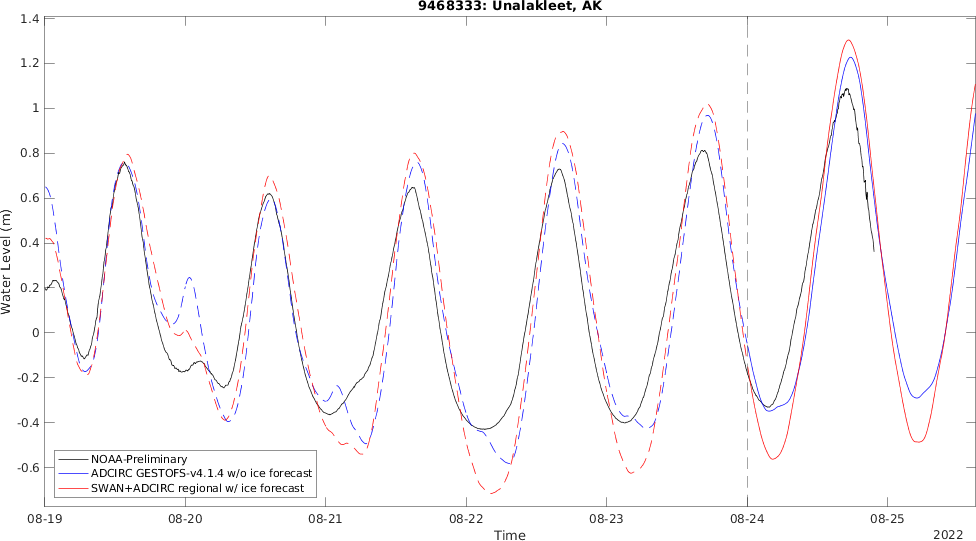 9468333: Unalakleet, AK
1.4
1.2
1
0.8
0.6
0.4
0.2
0
-0.2
-0.4
-0.6
Water Level (m)
NOAA-Preliminary
ADCIRC GESTOFS-v4.1.4 w/o ice forecast
SWAN+ADCIRC regional w/ ice forecast
08-19 08-20 08-21 08-22 08-23 08-24 08-25
Time
2022